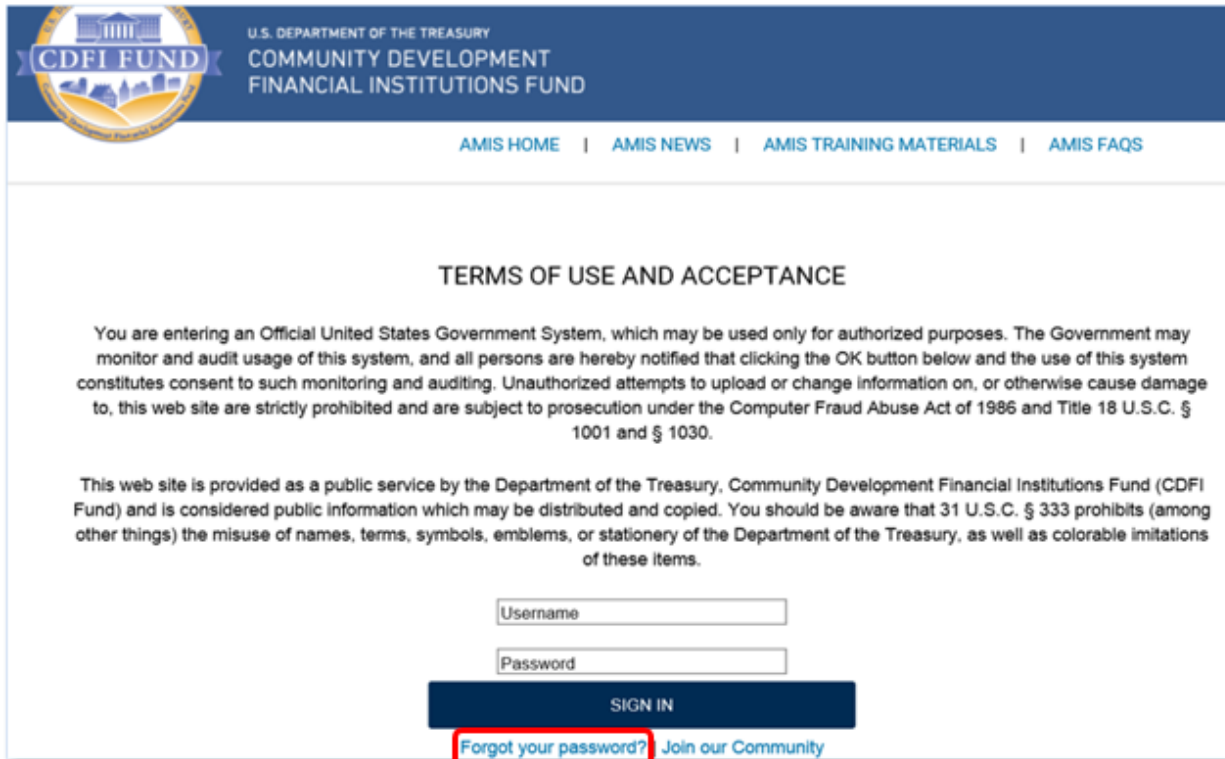 U.S. DEPARTMENT OF THE TREASURY
COMMUNITY DEVELOPMENT
FINANCIAL INSTITUTIONS FUND
CDFI FUND
Community Development Financial Institutions Fund
AMIS HOME | AMIS NEWS | AMIS TRAINING MATERIALS | AMIS FAQS
TERMS OF USE AND ACCEPTANCE
You are entering an Official United States Government System, which may be used only for authorized purposes. The Government may
monitor and audit usage of this system, and all persons are hereby notified that clicking the OK button below and the use of this system
constitutes consent to such monitoring and auditing. Unauthorized attempts to upload or change information on, or otherwise cause damage
to, this web site are strictly prohibited and are subject to prosecution under the Computer Fraud Abuse Act of 1986 and Title 18 U.S.C. §
1001 and § 1030.
This web site is provided as a public service by the Department of the Treasury, Community Development Financial Institutions Fund (CDFI
Fund) and is considered public information which may be distributed and copied. You should be aware that 31 U.S.C. § 333 prohibits (among
other things) the misuse of names, terms, symbols, emblems, or stationery of the Department of the Treasury, as well as colorable imitations
of these items.
Username
Password
SIGN IN
Forgot your password? | Join our Community